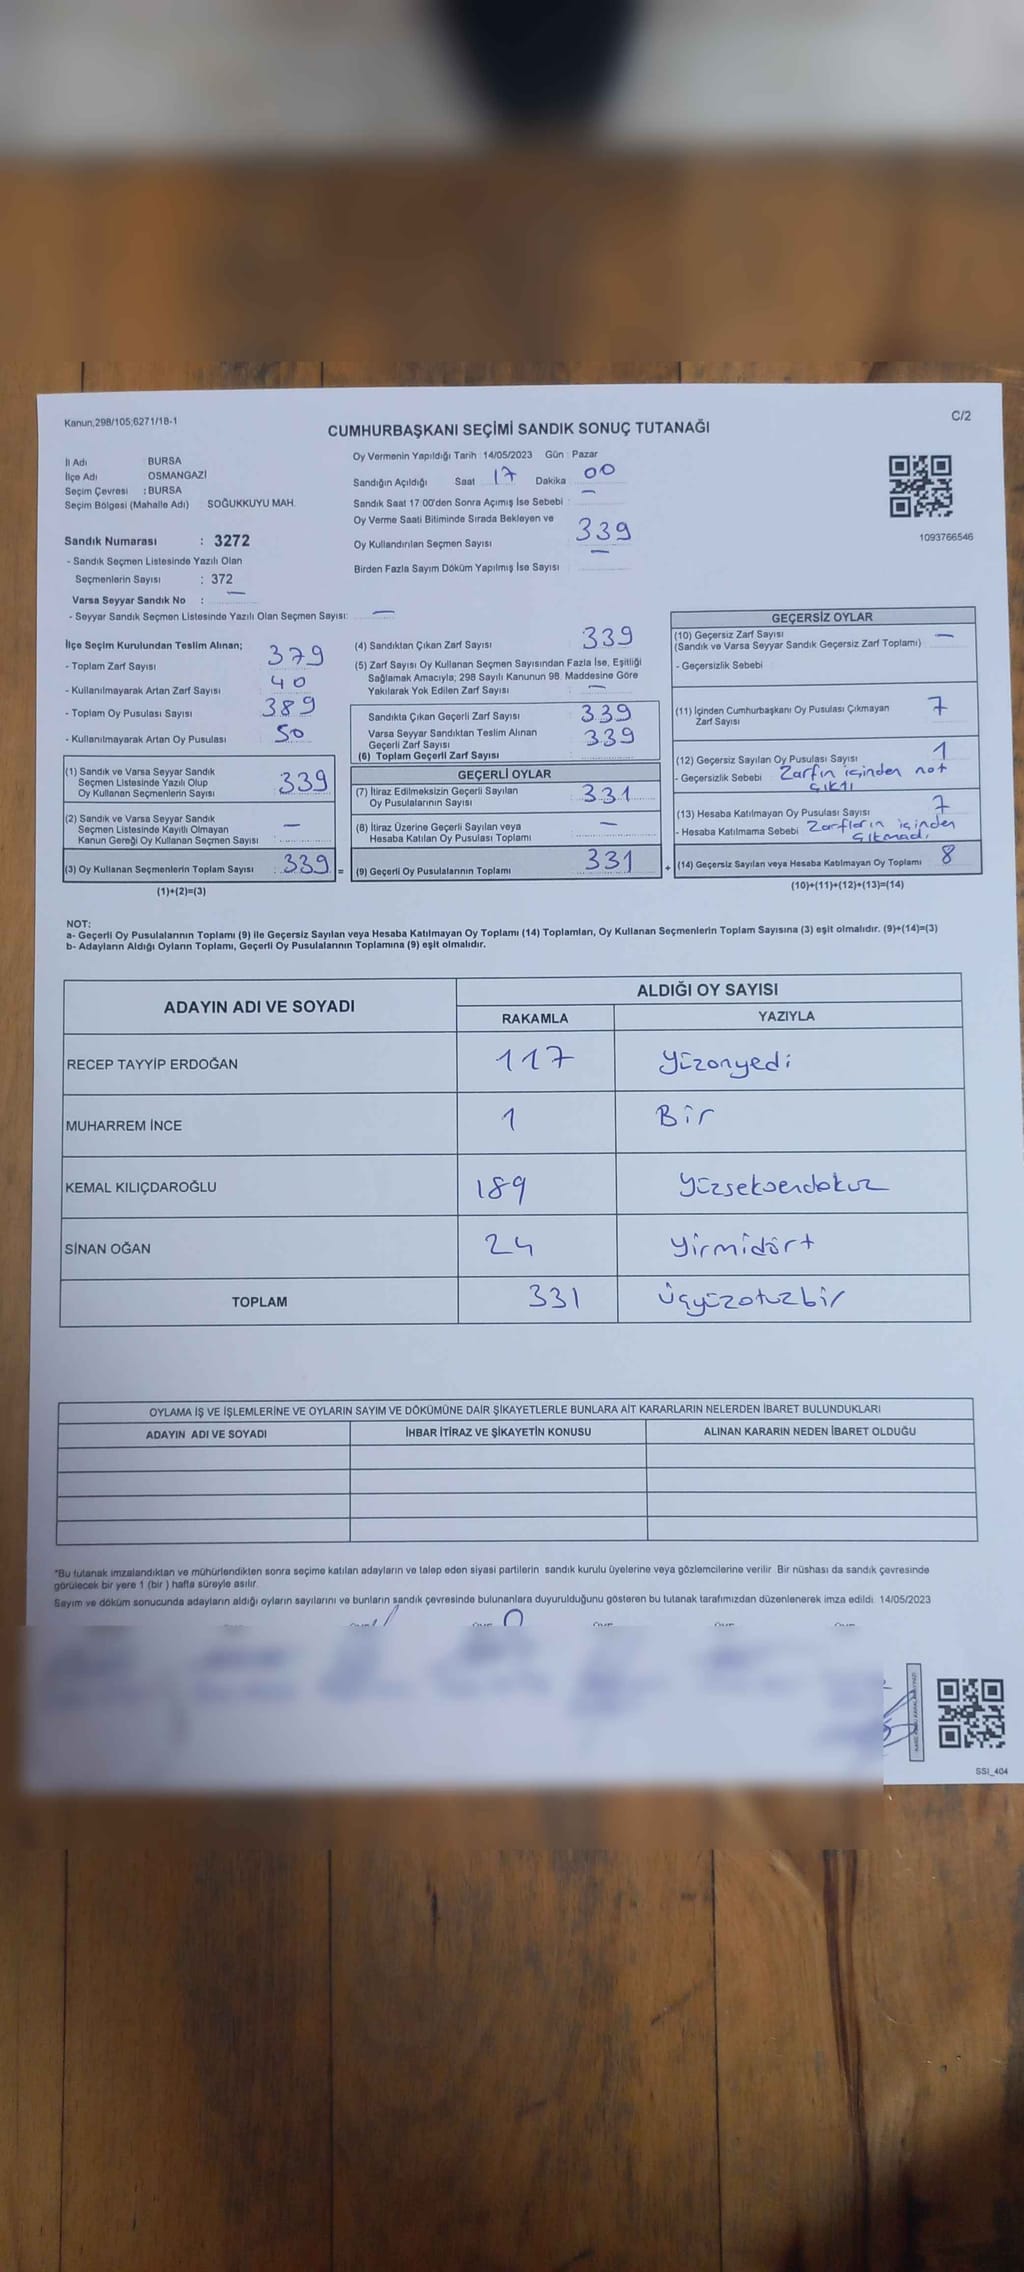 Kanun,298/105;6271/18-1
C/2
CUMHURBAŞKANI SEÇİMİ SANDIK SONUÇ TUTANAĞI
İl Adı BURSA
İlçe Adı OSMANGAZİ
Seçim Çevresi : BURSA
Seçim Bölgesi (Mahalle Adı) SOĞUKKUYU MAH.
Sandık Numarası : 3272
- Sandık Seçmen Listesinde Yazılı Olan
Seçmenlerin Sayısı : 372
Varsa Seyyar Sandık No : —
- Seyyar Sandık Seçmen Listesinde Yazılı Olan Seçmen Sayısı: —
Oy Vermenin Yapıldığı Tarih : 14/05/2023 Gün : Pazar
Sandığın Açıldığı Saat 17 Dakika 00
Sandık Saat 17.00'den Sonra Açımış İse Sebebi : —
Oy Verme Saati Bitiminde Sırada Bekleyen ve
Oy Kullandırılan Seçmen Sayısı 339
Birden Fazla Sayım Döküm Yapılmış İse Sayısı —
1093766546
İlçe Seçim Kurulundan Teslim Alınan;
- Toplam Zarf Sayısı 379
- Kullanılmayarak Artan Zarf Sayısı 40
- Toplam Oy Pusulası Sayısı 389
- Kullanılmayarak Artan Oy Pusulası 50
(1) Sandık ve Varsa Seyyar Sandık
Seçmen Listesinde Yazılı Olup
Oy Kullanan Seçmenlerin Sayısı 339
(2) Sandık ve Varsa Seyyar Sandık
Seçmen Listesinde Kayıtlı Olmayan
Kanun Gereği Oy Kullanan Seçmen Sayısı —
(3) Oy Kullanan Seçmenlerin Toplam Sayısı : 339 =
(1)+(2)=(3)
(4) Sandıktan Çıkan Zarf Sayısı 339
(5) Zarf Sayısı Oy Kullanan Seçmen Sayısından Fazla İse, Eşitliği
Sağlamak Amacıyla; 298 Sayılı Kanunun 98. Maddesine Göre
Yakılarak Yok Edilen Zarf Sayısı —
Sandıkta Çıkan Geçerli Zarf Sayısı 339
Varsa Seyyar Sandıktan Teslim Alınan 339
Geçerli Zarf Sayısı
(6) Toplam Geçerli Zarf Sayısı
GEÇERLİ OYLAR
(7) İtiraz Edilmeksizin Geçerli Sayılan
Oy Pusulalarının Sayısı 331
(8) İtiraz Üzerine Geçerli Sayılan veya
Hesaba Katılan Oy Pusulası Toplamı —
(9) Geçerli Oy Pusulalarının Toplamı 331 +
GEÇERSİZ OYLAR
(10) Geçersiz Zarf Sayısı —
(Sandık ve Varsa Seyyar Sandık Geçersiz Zarf Toplamı)
- Geçersizlik Sebebi
(11) İçinden Cumhurbaşkanı Oy Pusulası Çıkmayan 7
Zarf Sayısı
(12) Geçersiz Sayılan Oy Pusulası Sayısı 1
- Geçersizlik Sebebi Zarfın içinden not
çıktı
(13) Hesaba Katılmayan Oy Pusulası Sayısı 7
- Hesaba Katılmama Sebebi Zarfların içinden
çıkmadı
(14) Geçersiz Sayılan veya Hesaba Katılmayan Oy Toplamı 8
(10)+(11)+(12)+(13)=(14)
NOT:
a- Geçerli Oy Pusulalarının Toplamı (9) ile Geçersiz Sayılan veya Hesaba Katılmayan Oy Toplamı (14) Toplamları, Oy Kullanan Seçmenlerin Toplam Sayısına (3) eşit olmalıdır. (9)+(14)=(3)
b- Adayların Aldığı Oyların Toplamı, Geçerli Oy Pusulalarının Toplamına (9) eşit olmalıdır.
ADAYIN ADI VE SOYADI
ALDIĞI OY SAYISI
RAKAMLA YAZIYLA
RECEP TAYYİP ERDOĞAN 117 Yüzonyedi
MUHARREM İNCE 1 Bir
KEMAL KILIÇDAROĞLU 189 Yüzseksendokuz
SİNAN OĞAN 24 Yirmidört
TOPLAM 331 Üçyüzotuzbir
OYLAMA İŞ VE İŞLEMLERİNE VE OYLARIN SAYIM VE DÖKÜMÜNE DAİR ŞİKAYETLERLE BUNLARA AİT KARARLARIN NELERDEN İBARET BULUNDUKLARI
ADAYIN ADI VE SOYADI İHBAR İTİRAZ VE ŞİKAYETİN KONUSU ALINAN KARARIN NEDEN İBARET OLDUĞU
*Bu tutanak imzalandıktan ve mühürlendikten sonra seçime katılan adayların ve talep eden siyasi partilerin sandık kurulu üyelerine veya gözlemcilerine verilir. Bir nüshası da sandık çevresinde
görülecek bir yere 1 (bir ) hafta süreyle asılır.
Sayım ve döküm sonucunda adayların aldığı oyların sayılarını ve bunların sandık çevresinde bulunanlara duyurulduğunu gösteren bu tutanak tarafımızdan düzenlenerek imza edildi. 14/05/2023
SSI_404